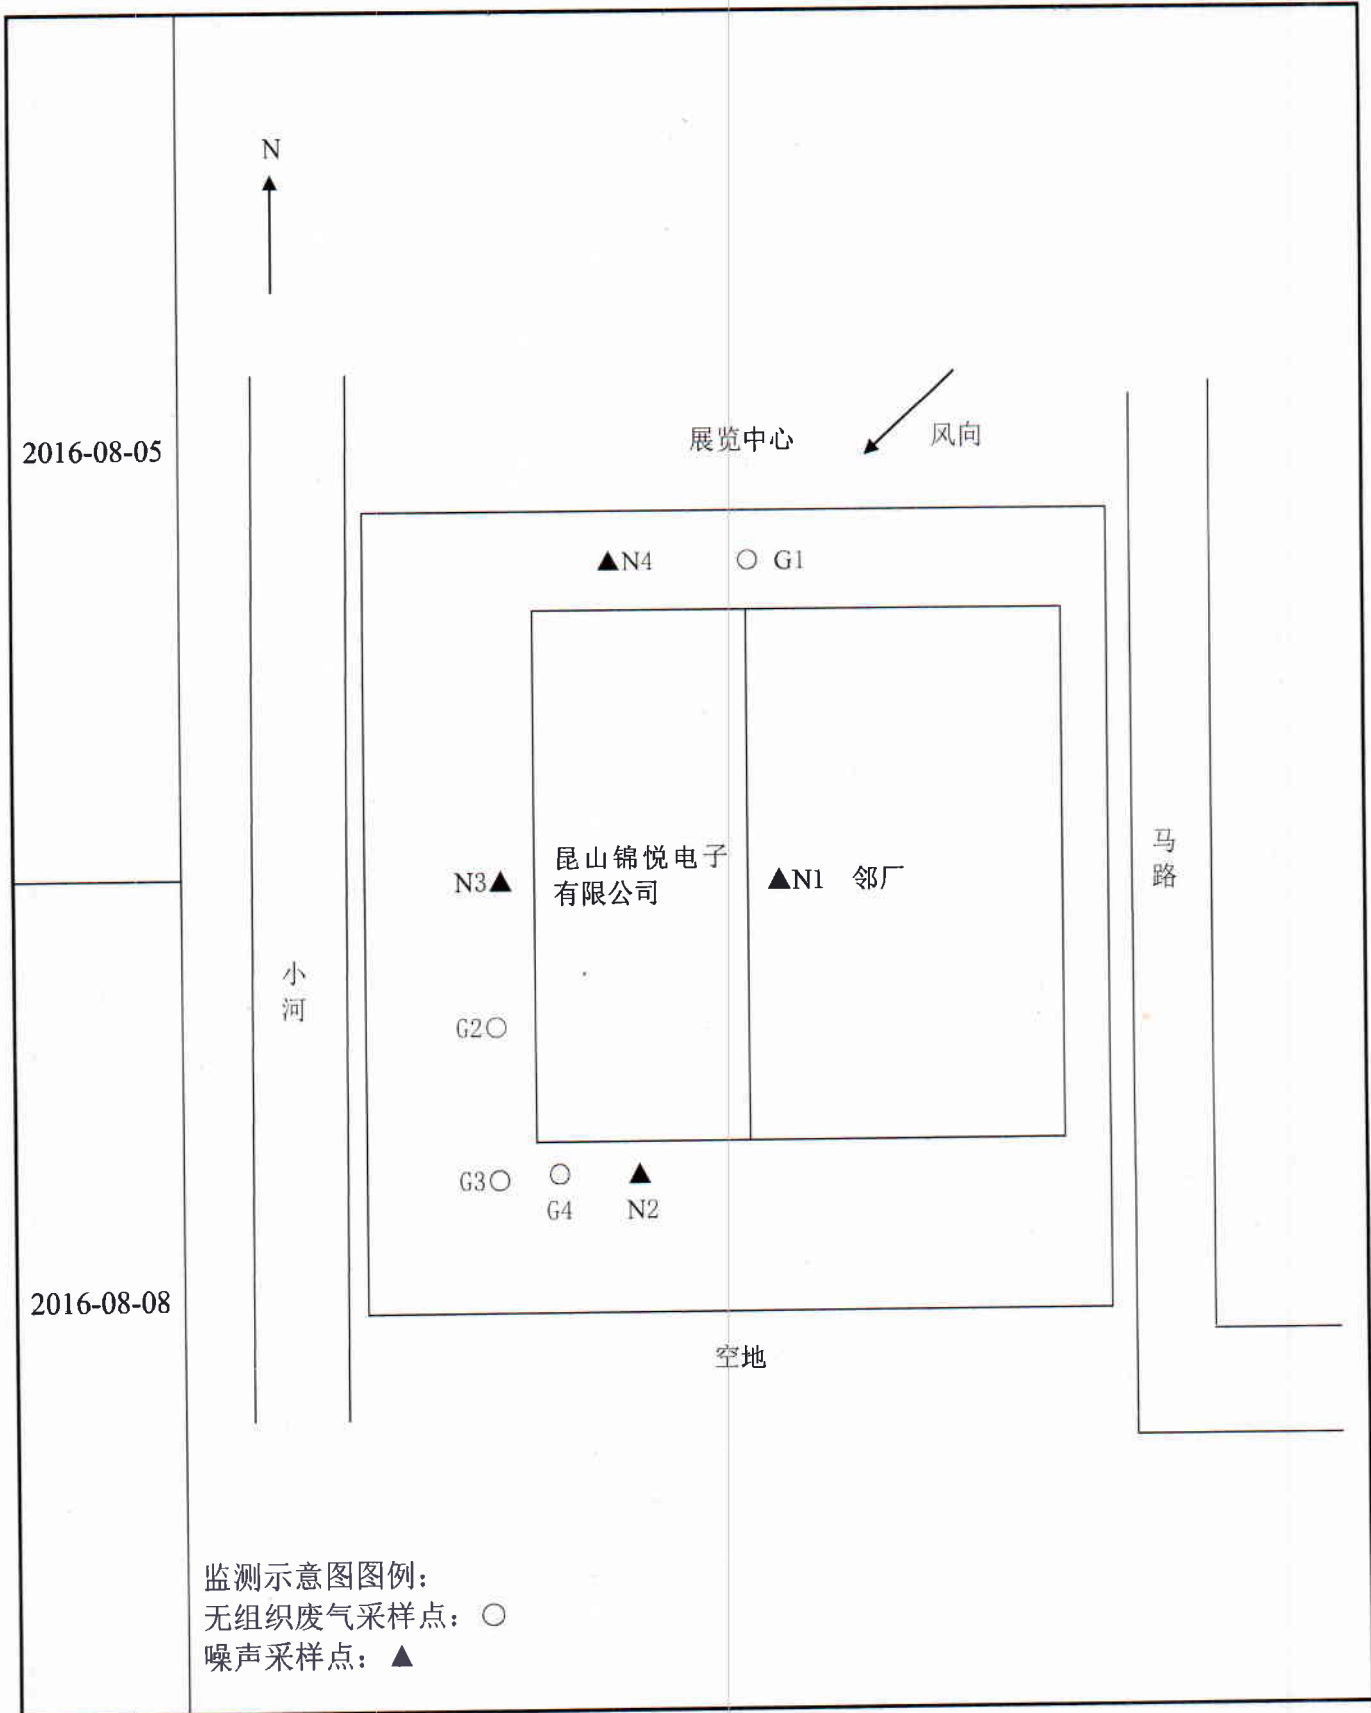 N
2016-08-05
展览中心
风向
▲N4
○ G1
昆山锦悦电子
有限公司
N3▲
▲N1 邻厂
马
路
小
河
G2○
G3○
○
G4
▲
N2
2016-08-08
空地
监测示意图图例：
无组织废气采样点：○
噪声采样点：▲